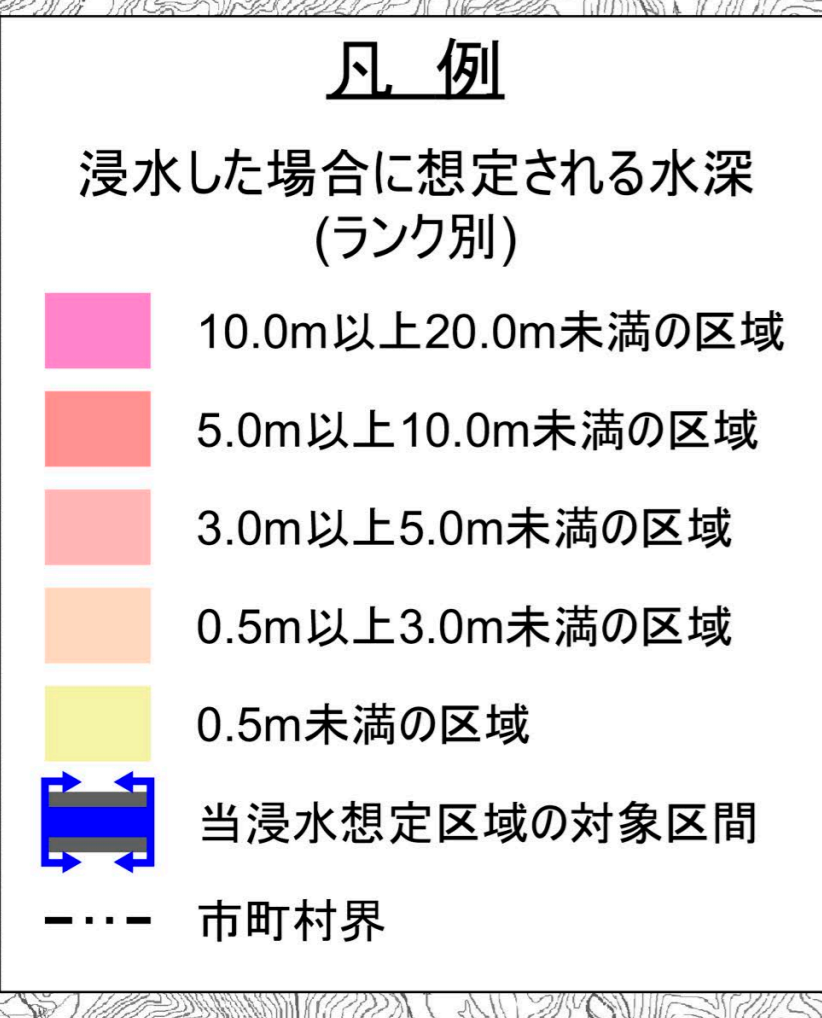 凡 例
浸水した場合に想定される水深
(ランク別)
10.0m以上20.0m未満の区域
5.0m以上10.0m未満の区域
3.0m以上5.0m未満の区域
0.5m以上3.0m未満の区域
0.5m未満の区域
当浸水想定区域の対象区間
市町村界